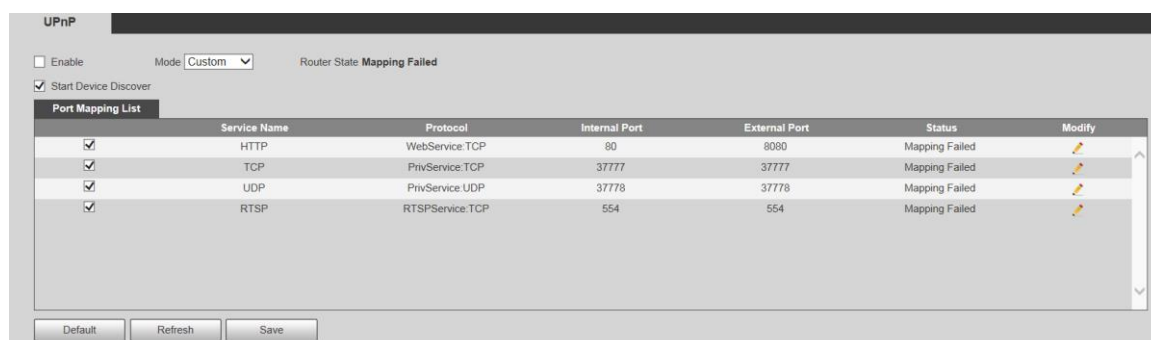 UPnP
Enable Mode Custom Router State Mapping Failed
Start Device Discover
Port Mapping List
Service Name Protocol Internal Port External Port Status Modify
HTTP WebService:TCP 80 8080 Mapping Failed
TCP PrivService:TCP 37777 37777 Mapping Failed
UDP PrivService:UDP 37778 37778 Mapping Failed
RTSP RTSPService:TCP 554 554 Mapping Failed
Default Refresh Save